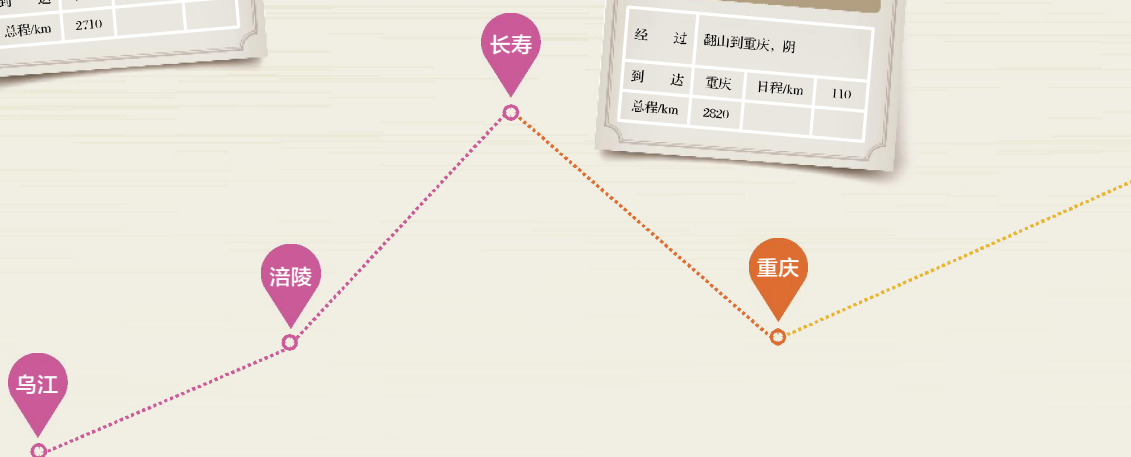 达
总程/km 2710
长寿
经 过 翻山到重庆，阴
到 达 重庆 日程/km 110
总程/km 2820
涪陵
重庆
乌江